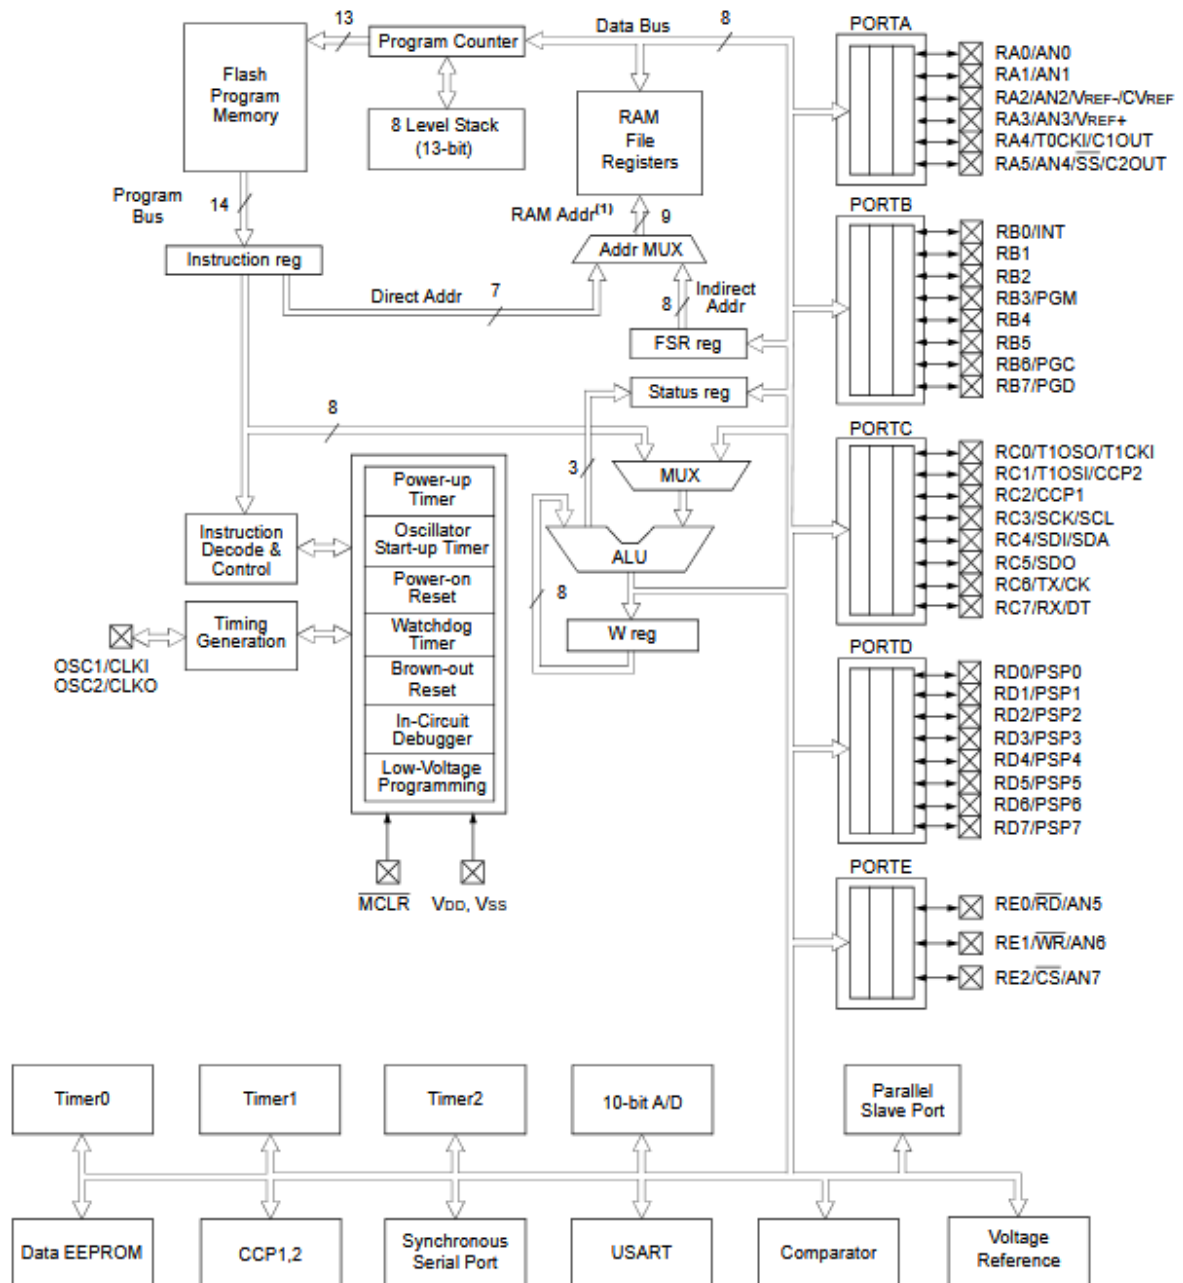 13
Data Bus
8
PORTA
Program Counter
Flash
Program
Memory
8 Level Stack
(13-bit)
RAM
File
Registers
RA0/AN0
RA1/AN1
RA2/AN2/VREF-/CVREF
RA3/AN3/VREF+
RA4/T0CKI/C1OUT
RA5/AN4/SS/C2OUT
Program
Bus
14
RAM Addr(1)
9
PORTB
Addr MUX
Instruction reg
Direct Addr
7
8
Indirect
Addr
FSR reg
RB0/INT
RB1
RB2
RB3/PGM
RB4
RB5
RB6/PGC
RB7/PGD
Status reg
8
3
MUX
PORTC
RC0/T1OSO/T1CKI
RC1/T1OSI/CCP2
RC2/CCP1
RC3/SCK/SCL
RC4/SDI/SDA
RC5/SDO
RC6/TX/CK
RC7/RX/DT
Power-up
Timer
Oscillator
Start-up Timer
Power-on
Reset
Watchdog
Timer
Brown-out
Reset
In-Circuit
Debugger
Low-Voltage
Programming
Instruction
Decode &
Control
ALU
8
W reg
Timing
Generation
OSC1/CLKI
OSC2/CLKO
PORTD
RD0/PSP0
RD1/PSP1
RD2/PSP2
RD3/PSP3
RD4/PSP4
RD5/PSP5
RD6/PSP6
RD7/PSP7
MCLR
VDD, VSS
PORTE
RE0/RD/AN5
RE1/WR/AN6
RE2/CS/AN7
Timer0
Timer1
Timer2
10-bit A/D
Parallel
Slave Port
Data EEPROM
CCP1,2
Synchronous
Serial Port
USART
Comparator
Voltage
Reference